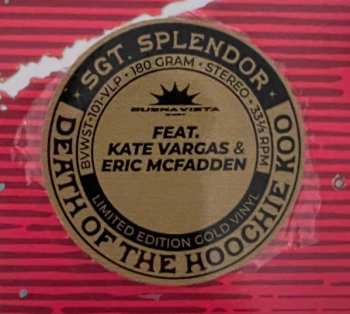 • SGT. SPLENDOR •
BVWST-101-VLP • 180 GRAM • STEREO • 33⅓ RPM
BUENAVISTA
FEAT.
KATE VARGAS &
ERIC MCFADDEN
LIMITED EDITION GOLD VINYL
DEATH OF THE HOOCHIE KOO